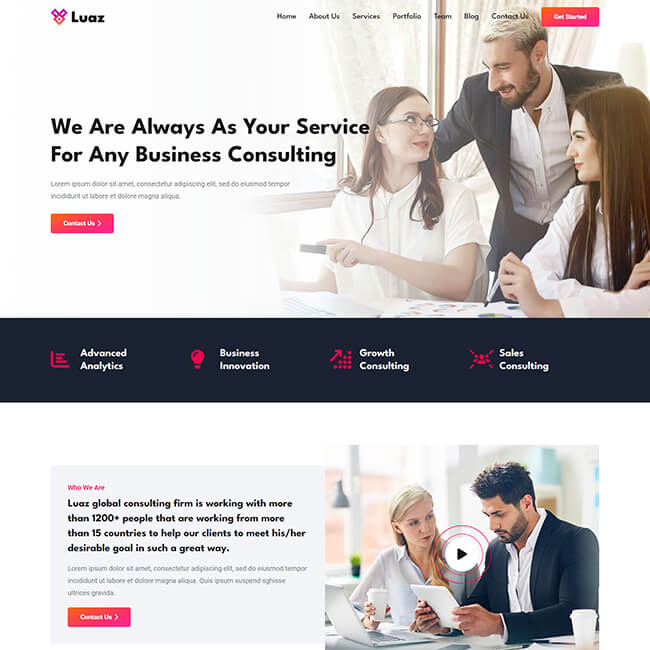 Luaz
Home About Us Services Portfolio Team Blog Contact Us Get Started
We Are Always As Your Service
For Any Business Consulting
Lorem ipsum dolor sit amet, consectetur adipiscing elit, sed do eiusmod tempor
incididunt ut labore et dolore magna aliqua.
Contact Us
Advanced
Analytics
Business
Innovation
Growth
Consulting
Sales
Consulting
Who We Are
Luaz global consulting firm is working with more
than 1200+ people that are working from more
than 15 countries to help our clients to meet his/her
desirable goal in such a great way.
Lorem ipsum dolor sit amet, consectetur adipiscing elit, sed do eiusmod tempor
incididunt ut labore et dolore magna aliqua. Quis ipsum suspend sghisse
ultrices gravida.
Contact Us